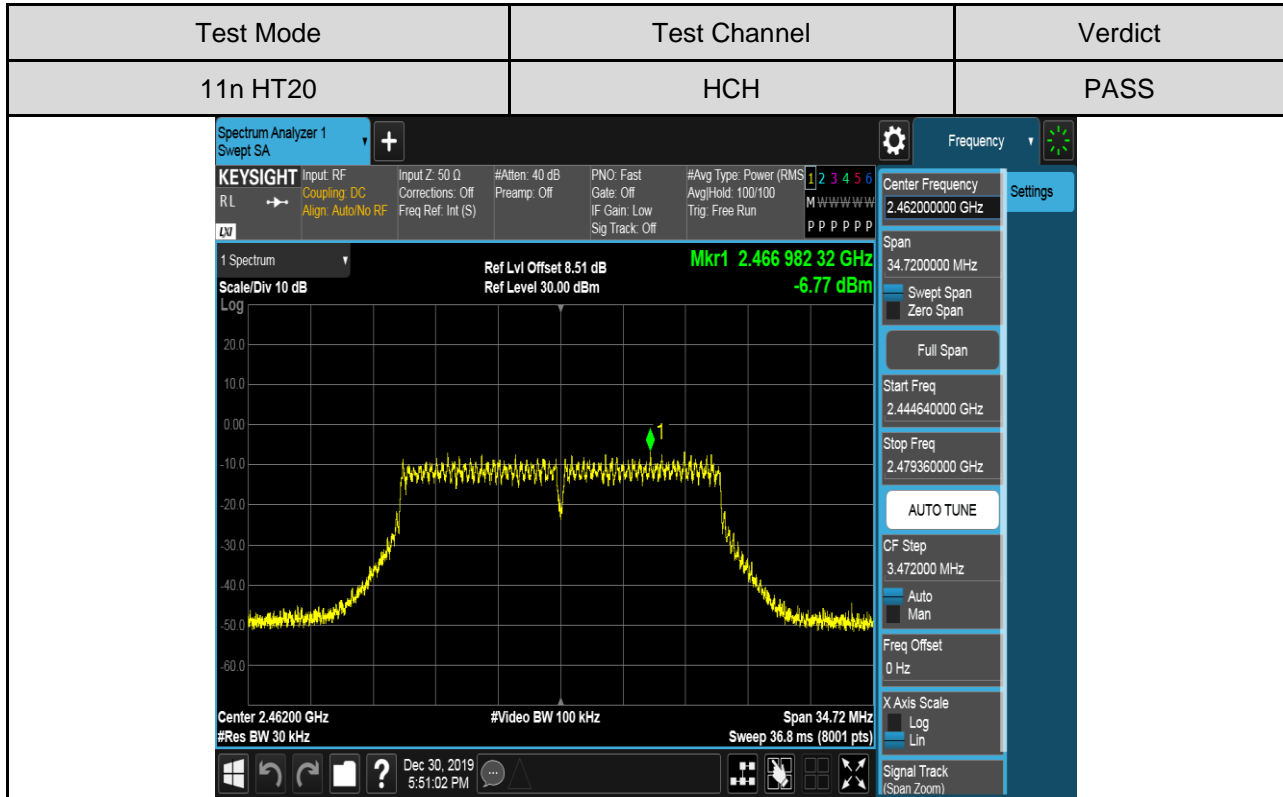 Test Mode Test Channel Verdict
11n HT20 HCH PASS
Spectrum Analyzer 1
Swept SA
Frequency
KEYSIGHT Input: RF Input Z: 50 Ω #Atten: 40 dB PNO: Fast #Avg Type: Power (RMS 1 2 3 4 5 6
RL Coupling: DC Corrections: Off Preamp: Off Gate: Off Avg|Hold: 100/100 M W W W W W
Align: Auto/No RF Freq Ref: Int (S) IF Gain: Low Trig: Free Run
LXI Sig Track: Off P P P P P P
1 Spectrum
Ref Lvl Offset 8.51 dB Mkr1 2.466 982 32 GHz
Scale/Div 10 dB Ref Level 30.00 dBm -6.77 dBm
Log
20.0
10.0
0.00
1
-10.0
-20.0
-30.0
-40.0
-50.0
-60.0
Center 2.46200 GHz #Video BW 100 kHz Span 34.72 MHz
#Res BW 30 kHz Sweep 36.8 ms (8001 pts)
Dec 30, 2019
5:51:02 PM
Center Frequency
2.462000000 GHz
Settings
Span
34.7200000 MHz
Swept Span
Zero Span
Full Span
Start Freq
2.444640000 GHz
Stop Freq
2.479360000 GHz
AUTO TUNE
CF Step
3.472000 MHz
Auto
Man
Freq Offset
0 Hz
X Axis Scale
Log
Lin
Signal Track
(Span Zoom)